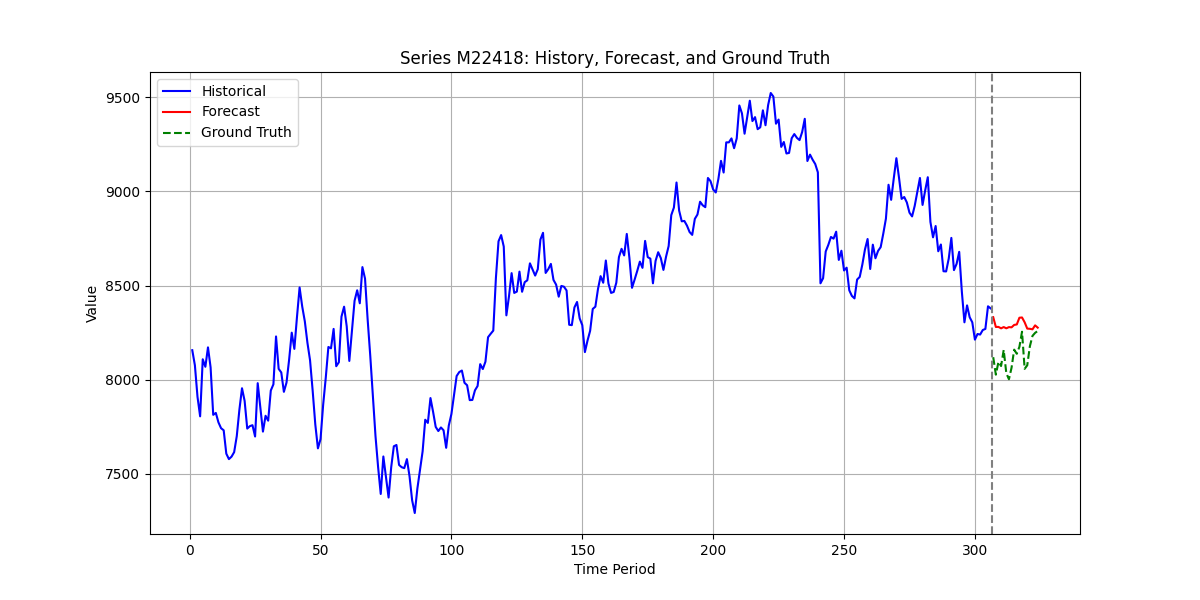 Series M22418: History, Forecast, and Ground Truth
Historical
Forecast
Ground Truth
9500
9000
8500
8000
7500
Value
0 50 100 150 200 250 300
Time Period